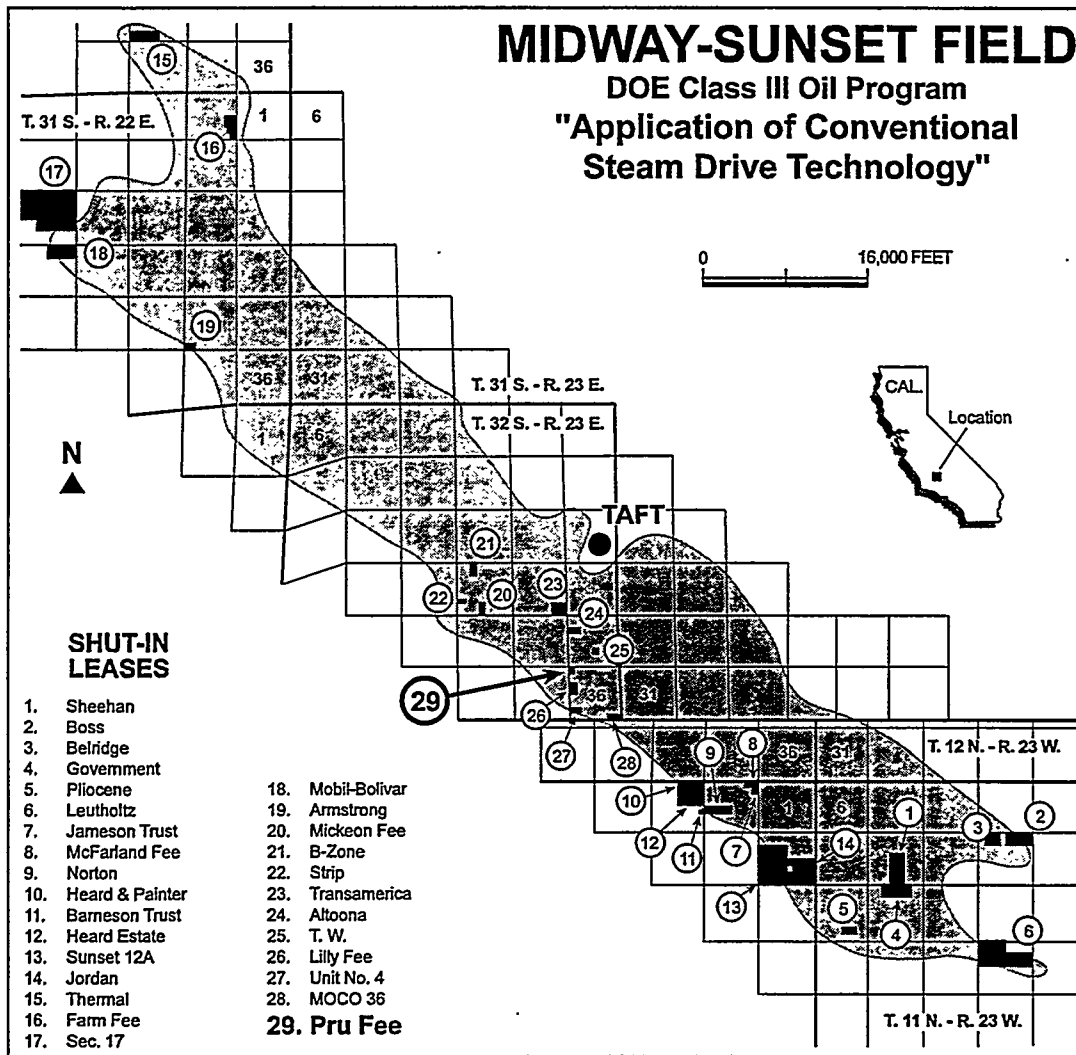 MIDWAY-SUNSET FIELD
DOE Class III Oil Program
"Application of Conventional
Steam Drive Technology"
0 16,000 FEET
CAL.
Location
N
15
36
T. 31 S. - R. 22 E.
1
6
16
17
18
19
36
31
T. 31 S. - R. 23 E.
T. 32 S. - R. 23 E.
1
6
TAFT
21
22
20
23
24
25
29
36
31
26
27
28
T. 12 N. - R. 23 W.
9
8
36
31
10
1
6
1
12
11
7
14
3
2
13
5
4
6
T. 11 N. - R. 23 W.
SHUT-IN
LEASES
1. Sheehan
2. Boss
3. Belridge
4. Government
5. Pliocene
6. Leutholtz
7. Jameson Trust
8. McFarland Fee
9. Norton
10. Heard & Painter
11. Barneson Trust
12. Heard Estate
13. Sunset 12A
14. Jordan
15. Thermal
16. Farm Fee
17. Sec. 17
18. Mobil-Bolivar
19. Armstrong
20. Mickeon Fee
21. B-Zone
22. Strip
23. Transamerica
24. Altoona
25. T. W.
26. Lilly Fee
27. Unit No. 4
28. MOCO 36
29. Pru Fee